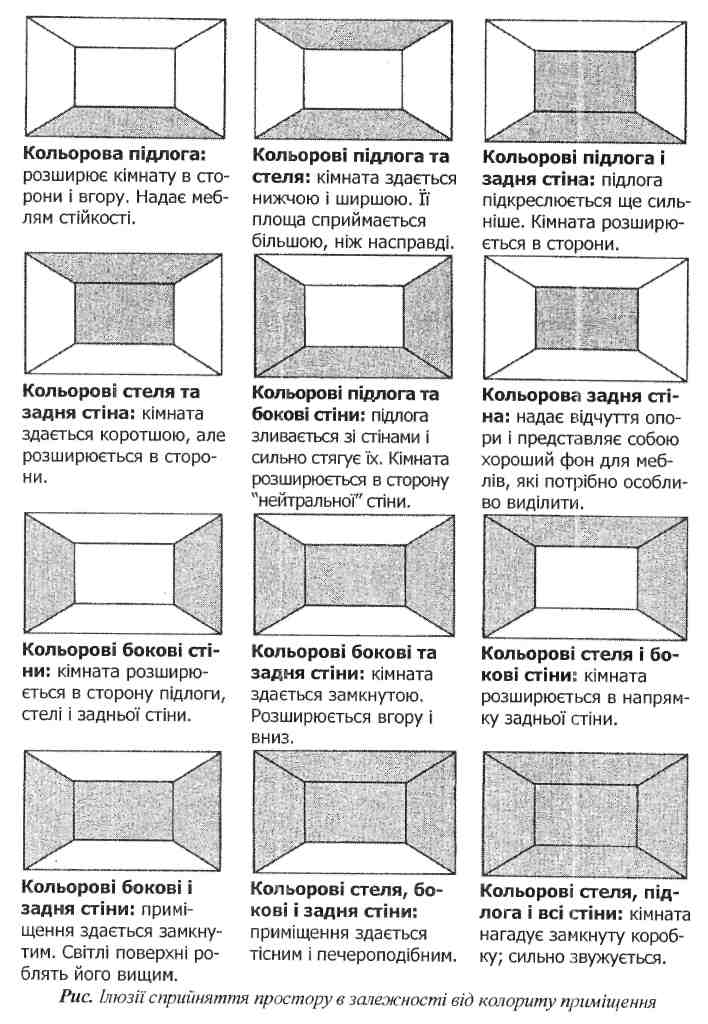 Кольорова підлога:
розширює кімнату в сто-
рони і вгору. Надає меб-
лям стійкості.
Кольорові підлога та
стеля: кімната здається
нижчою і ширшою. Її
площа сприймається
більшою, ніж насправді.
Кольорові підлога і
задня стіна: підлога
підкреслюється ще силь-
ніше. Кімната розширю-
ється в сторони.
Кольорові стеля та
задня стіна: кімната
здається коротшою, але
розширюється в сторо-
ни.
Кольорові підлога та
бокові стіни: підлога
зливається зі стінами і
сильно стягує їх. Кімната
розширюється в сторону
"нейтральної" стіни.
Кольорова задня сті-
на: надає відчуття опо-
ри і представляє собою
хороший фон для меб-
лів, які потрібно особли-
во виділити.
Кольорові бокові сті-
ни: кімната розширю-
ється в сторону підлоги,
стелі і задньої стіни.
Кольорові бокові та
задня стіни: кімната
здається замкнутою.
Розширюється вгору і
вниз.
Кольорові стеля і бо-
кові стіни: кімната
розширюється в напрям-
ку задньої стіни.
Кольорові бокові і
задня стіни: примі-
щення здається замкну-
тим. Світлі поверхні ро-
блять його вищим.
Кольорові стеля, бо-
кові і задня стіни:
приміщення здається
тісним і печероподібним.
Кольорові стеля, під-
лога і всі стіни: кімната
нагадує замкнуту короб-
ку; сильно звужується.
Рис. Ілюзії сприйняття простору в залежності від колориту приміщення